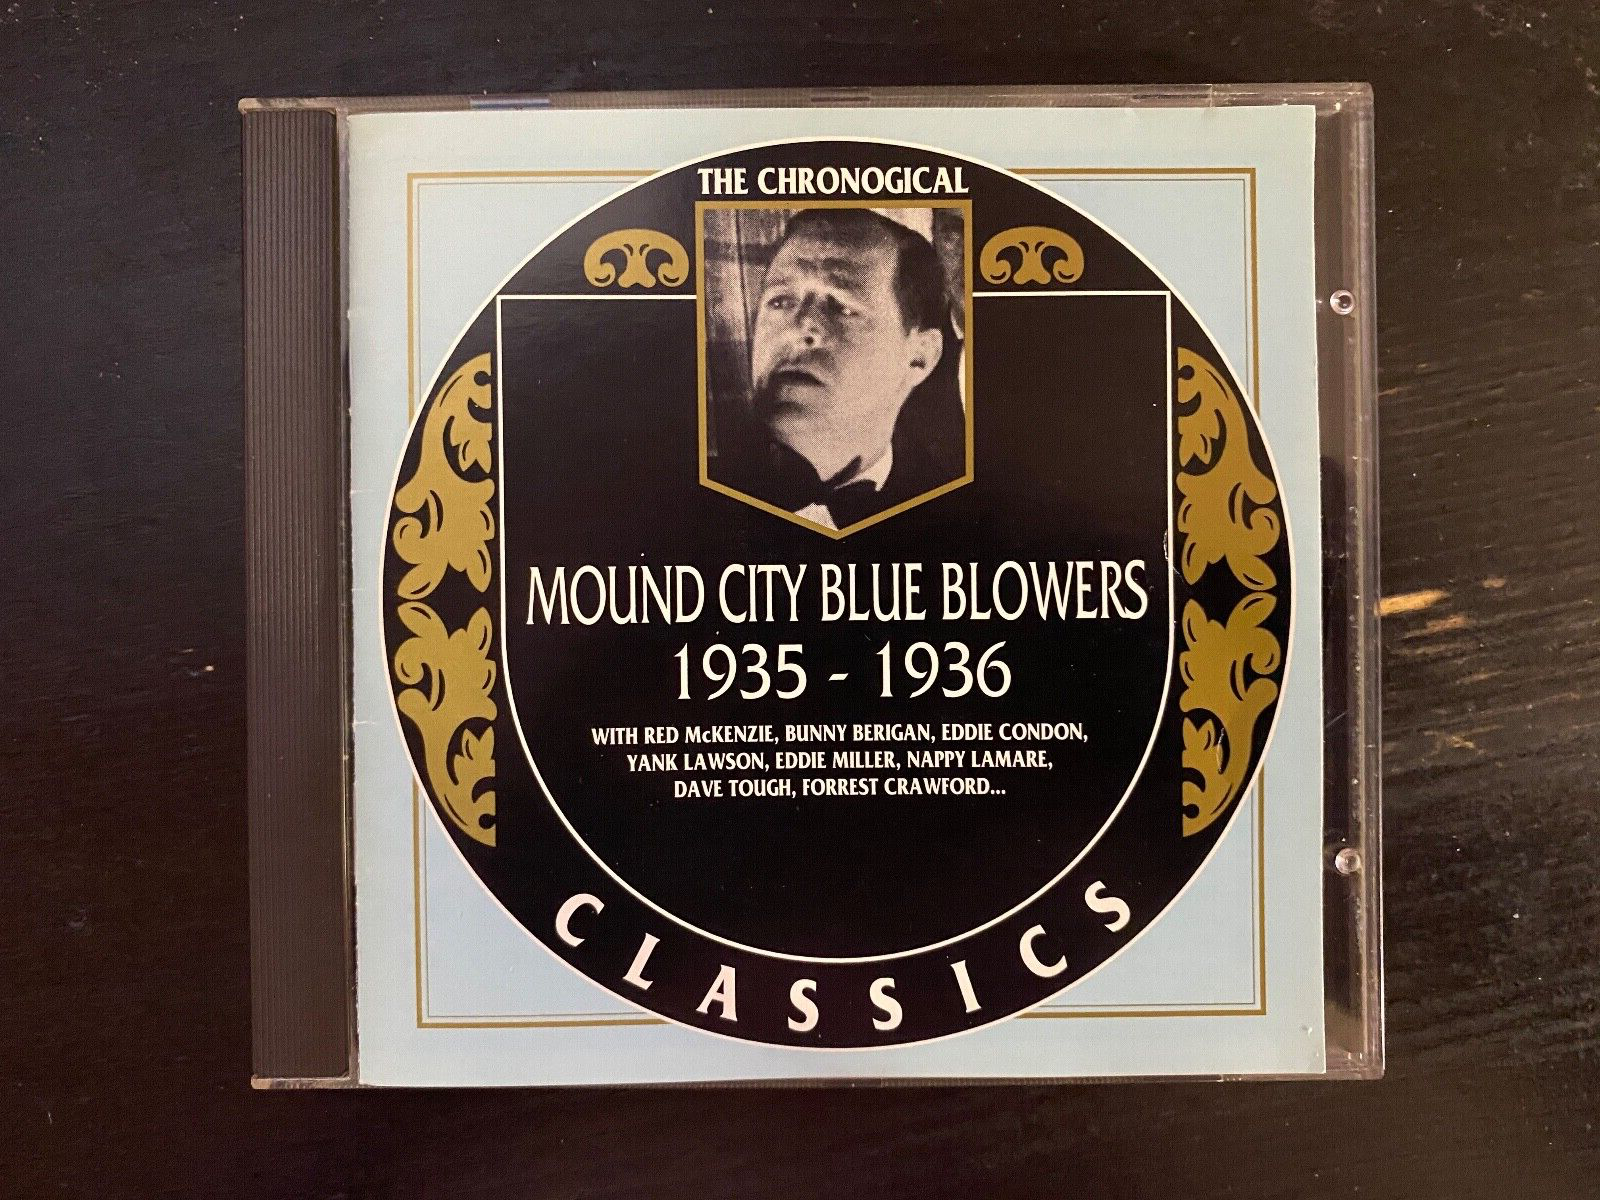 THE CHRONOGICAL
MOUND CITY BLUE BLOWERS
1935 - 1936
WITH RED McKENZIE, BUNNY BERIGAN, EDDIE CONDON,
YANK LAWSON, EDDIE MILLER, NAPPY LAMARE,
DAVE TOUGH, FORREST CRAWFORD...
CLASSICS